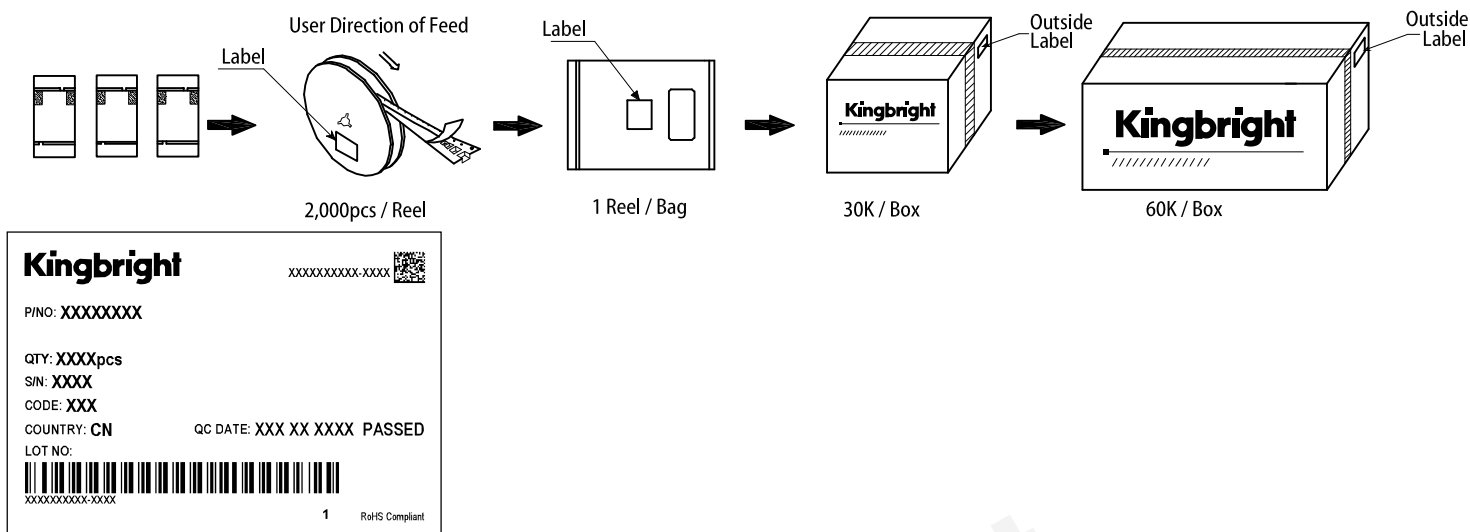 User Direction of Feed
Label
Label
Outside
Label
Outside
Label
Kingbright
Kingbright
2,000pcs / Reel
1 Reel / Bag
30K / Box
60K / Box
Kingbright
XXXXXXXXXX-XXXX
P/NO: XXXXXXXX
QTY: XXXXpcs
S/N: XXXX
CODE: XXX
COUNTRY: CN QC DATE: XXX XX XXXX PASSED
LOT NO:
XXXXXXXXXX-XXXX
1 RoHS Compliant